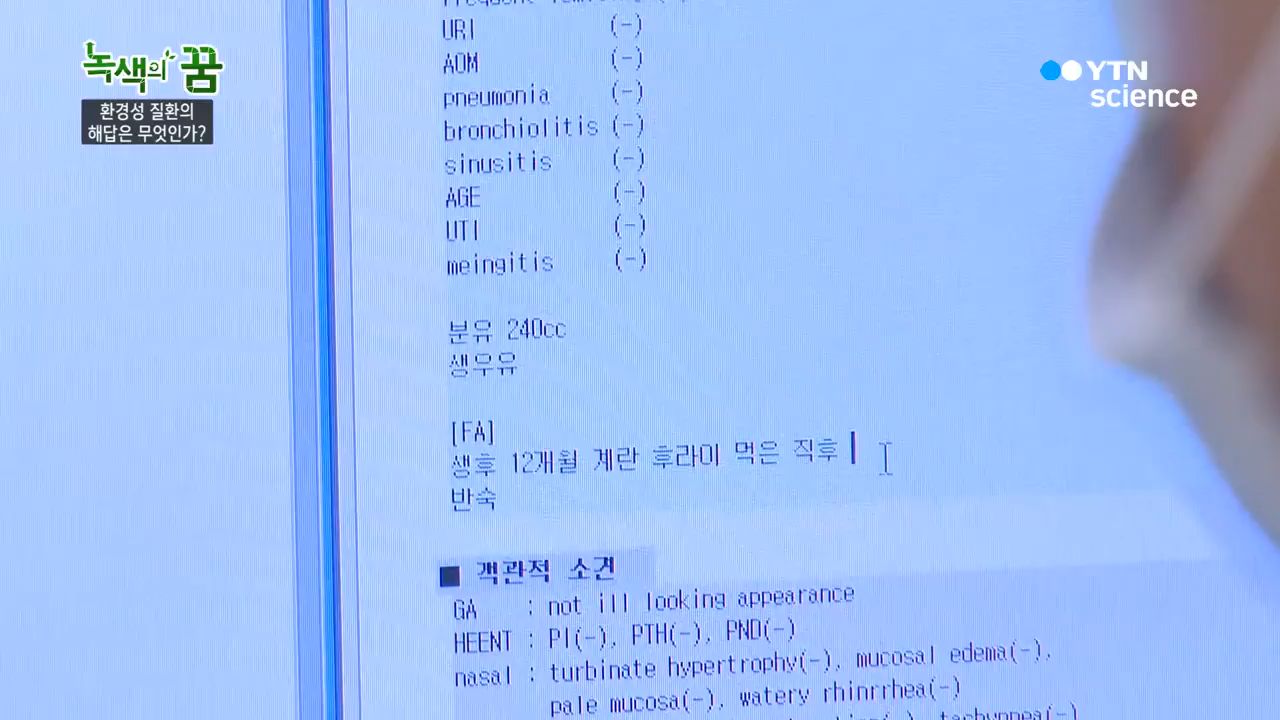 녹색의 꿈
환경성 질환의
해답은 무엇인가?
YTN
science
URI (-)
AOM (-)
pneumonia (-)
bronchiolitis (-)
sinusitis (-)
AGE (-)
UTI (-)
meingitis (-)
분유 240cc
생우유
[FA]
생후 12개월 계란 후라이 먹은 직후
반숙
■ 객관적 소견
GA : not ill looking appearance
HEENT : PI(-), PTH(-), PND(-)
nasal : turbinate hypertrophy(-), mucosal edema(-),
pale mucosa(-), watery rhinrrhea(-)